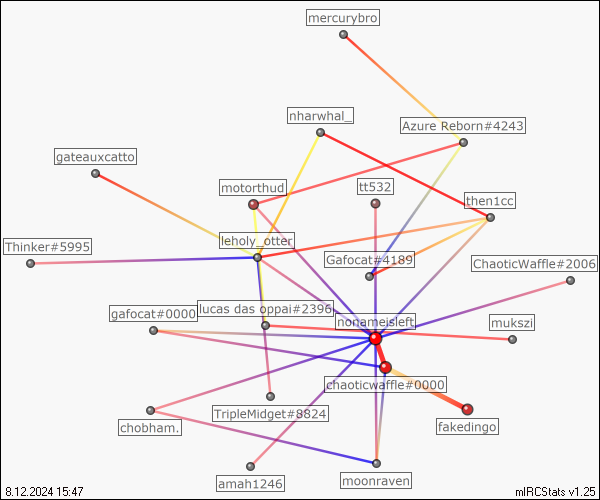 mercurybro
nharwhal_
Azure Reborn#4243
gateauxcatto
motorthud
tt532
then1cc
leholy_otter
Thinker#5995
Gafocat#4189
ChaoticWaffle#2006
gafocat#0000
lucas das oppai#2396
nonameisleft
mukszi
chaoticwaffle#0000
TripleMidget#8824
chobham.
fakedingo
amah1246
moonraven
8.12.2024 15:47
mIRCStats v1.25